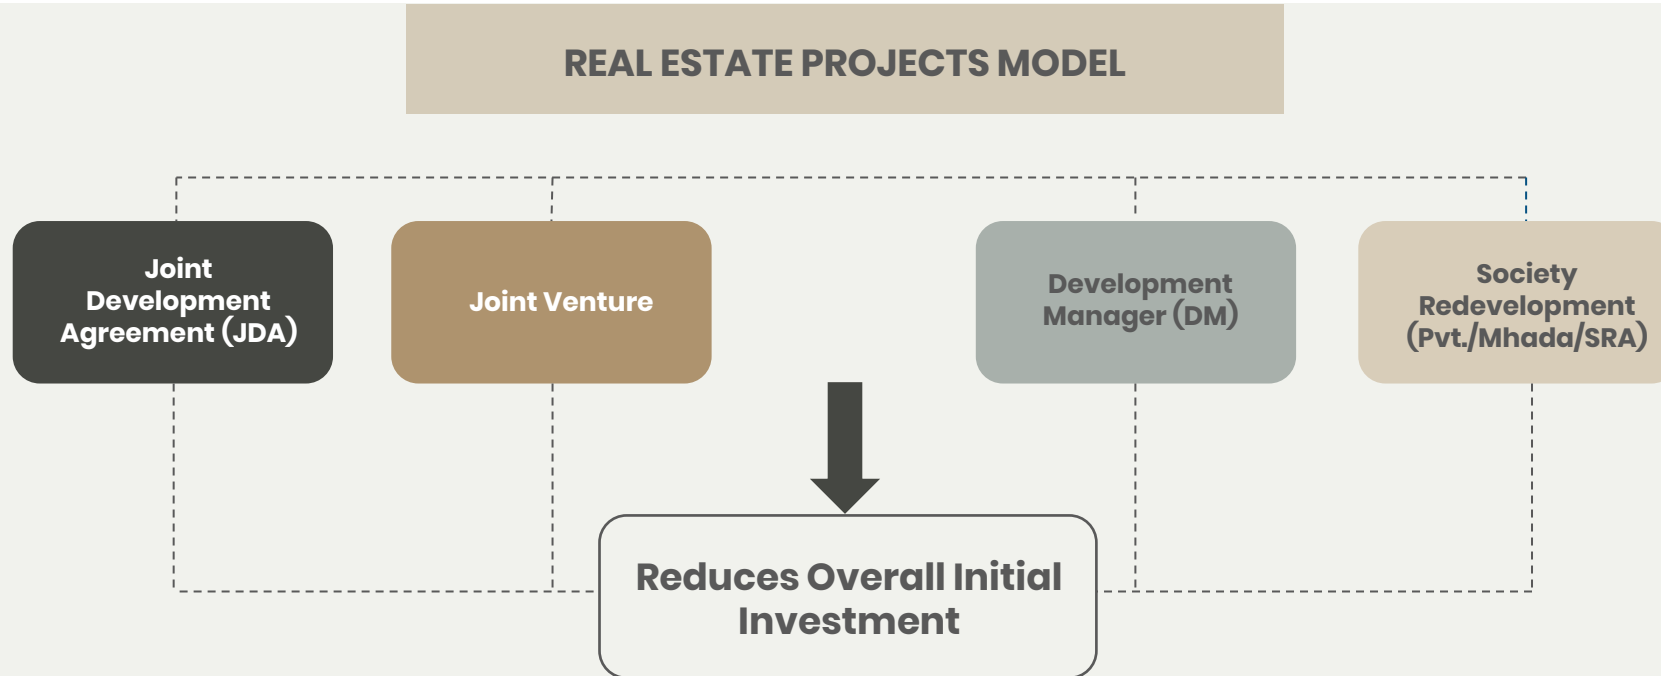 REAL ESTATE PROJECTS MODEL
Joint
Development
Agreement (JDA)
Joint Venture
Development
Manager (DM)
Society
Redevelopment
(Pvt./Mhada/SRA)
Reduces Overall Initial
Investment